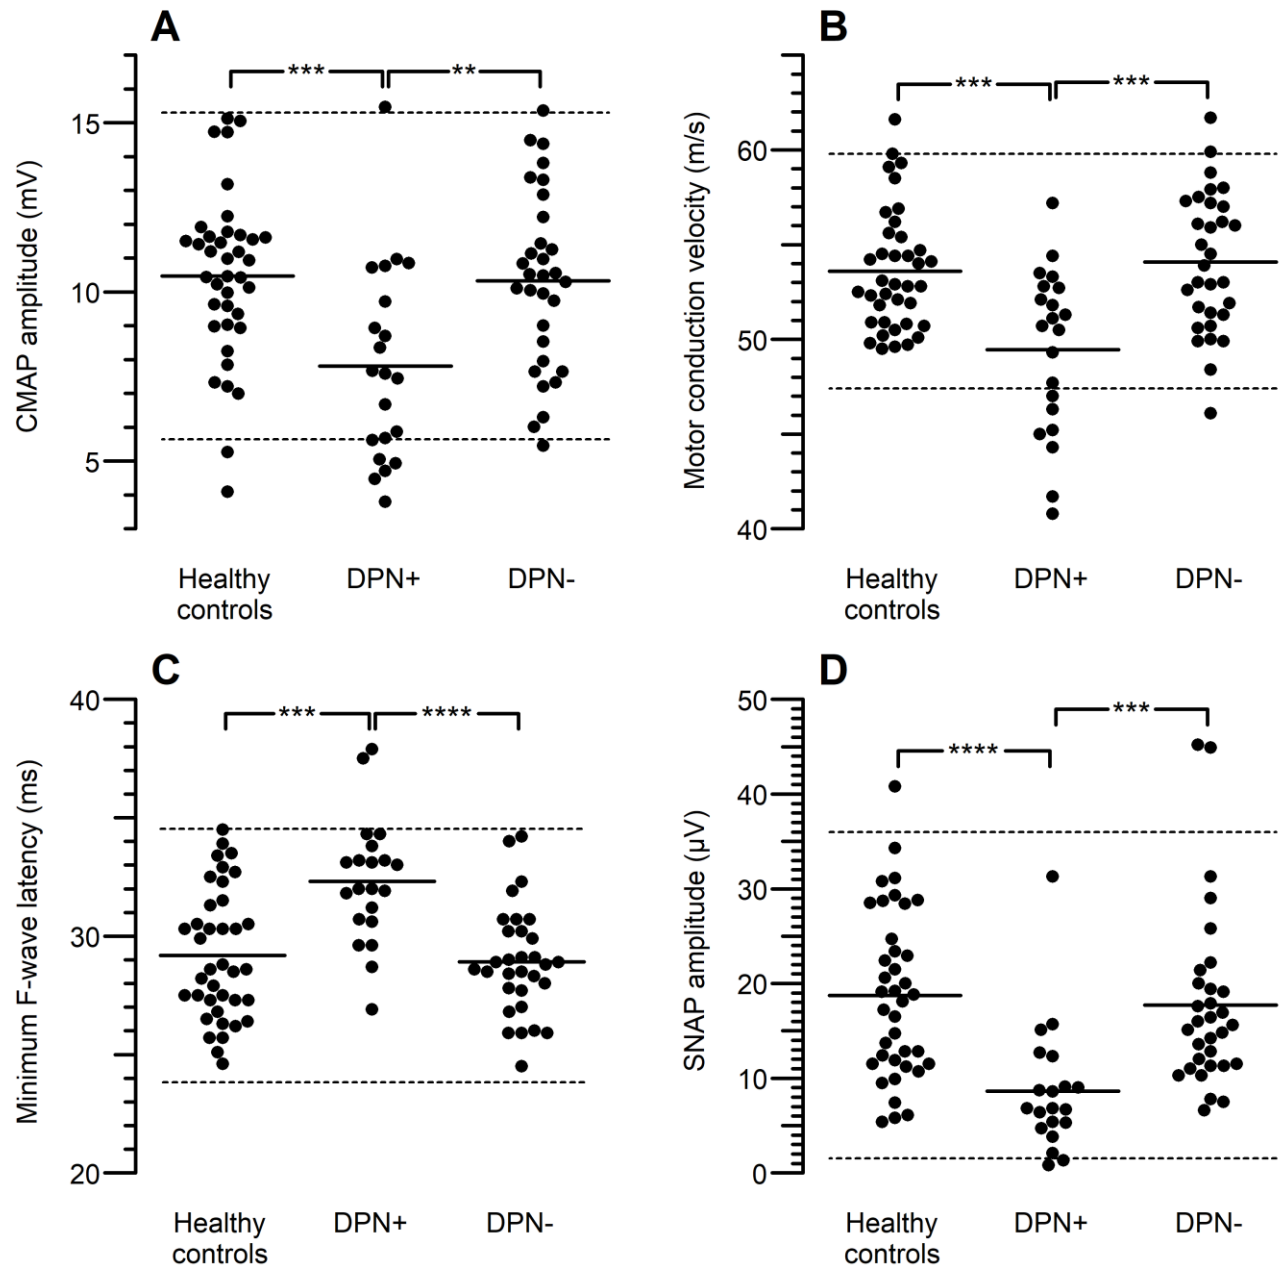 A
*** **
CMAP amplitude (mV)
15
10
5
Healthy controls
DPN+
DPN-
B
*** ***
Motor conduction velocity (m/s)
60
50
40
Healthy controls
DPN+
DPN-
C
*** ****
Minimum F-wave latency (ms)
40
30
20
Healthy controls
DPN+
DPN-
D
**** ***
SNAP amplitude (µV)
50
40
30
20
10
0
Healthy controls
DPN+
DPN-